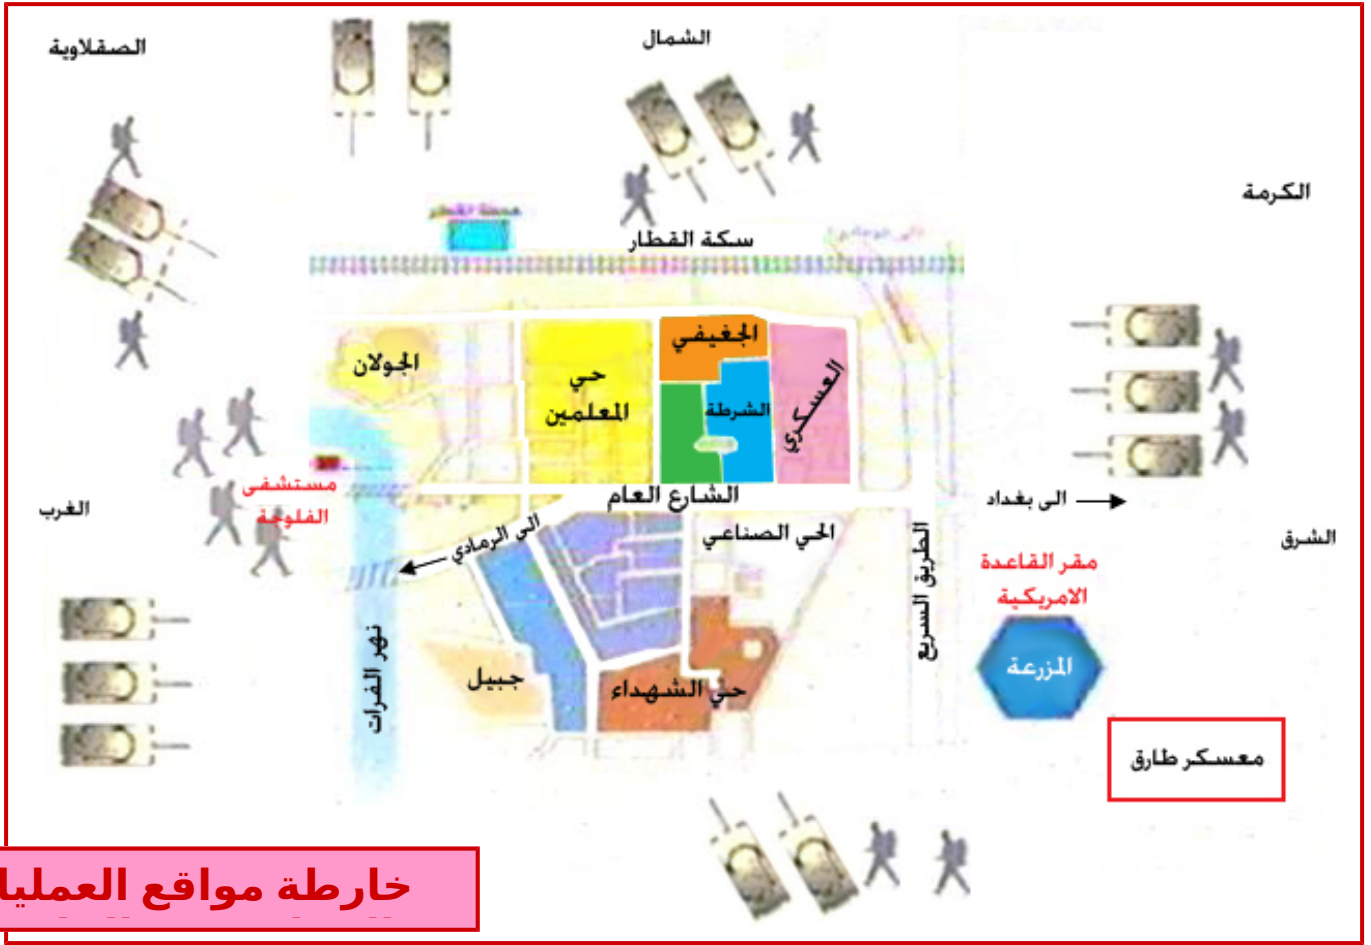 الشمال
الصقلاوية
الكرمة
محطة القطار
سكة القطار
الجغيفي
الجولان
حي
المعلمين
الشرطة
العسكري
مستشفى
الفلوجة
الشارع العام
الى بغداد
الغرب
الشرق
الى الرمادي
الحي الصناعي
الطريق السريع
مقر القاعدة
الامريكية
المزرعة
نهر الفرات
جبيل
حي الشهداء
معسكر طارق
خارطة مواقع العمليا